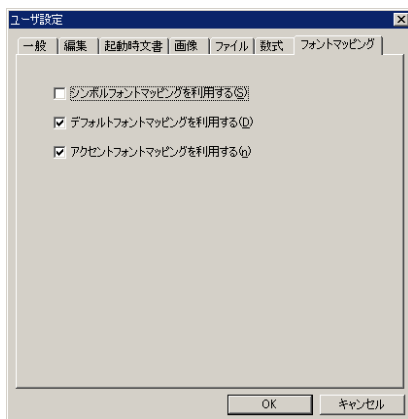 ユーザ設定
一般 編集 起動時文書 画像 ファイル 数式 フォントマッピング
シンボルフォントマッピングを利用する(S)
デフォルトフォントマッピングを利用する(D)
アクセントフォントマッピングを利用する(n)
OK キャンセル